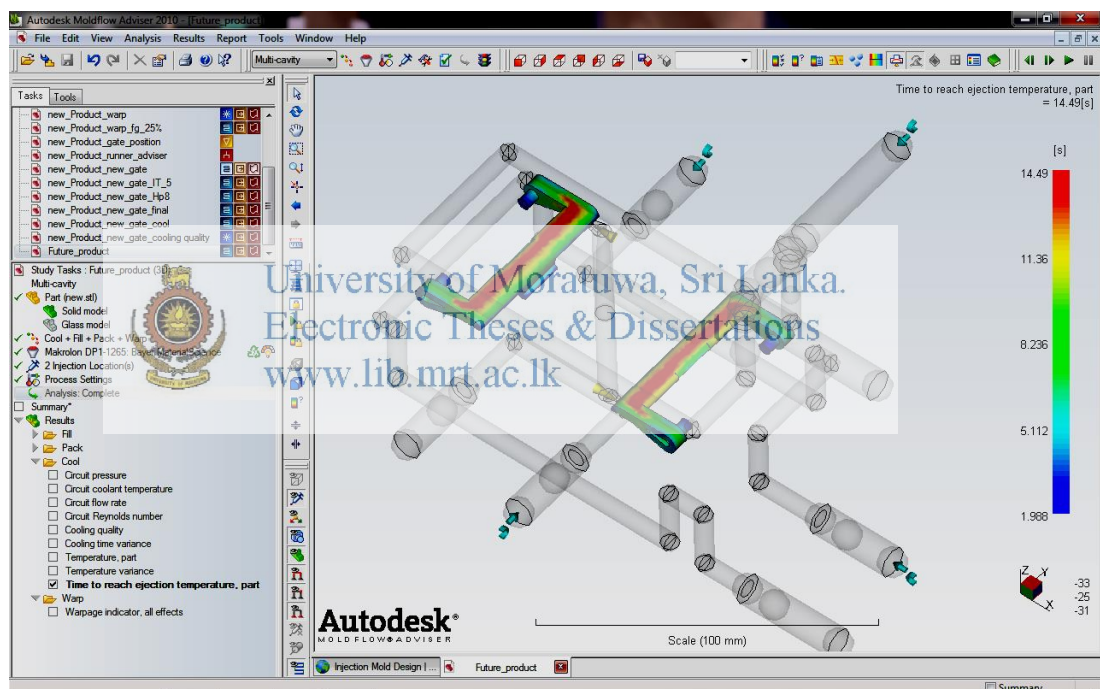 Autodesk Moldflow Adviser 2010 - [Future_product]
File Edit View Analysis Results Report Tools Window Help
Multi-cavity
Tasks Tools
new_Product_warp
new_Product_warp_fg_25%
new_Product_gate_position
new_Product_runner_adviser
new_Product_new_gate
new_Product_new_gate_IT_5
new_Product_new_gate_Hp8
new_Product_new_gate_final
new_Product_new_gate_cool
new_Product_new_gate_cooling quality
Future_product
Study Tasks : Future_product
Multi-cavity
Part (new.stl)
Solid model
Glass model
Cool + Fill + Pack + Warp
Makrolon DP1-1265: Bayer MaterialScience
2 Injection Location(s)
Process Settings
Analysis: Complete
Summary*
Results
Fill
Pack
Cool
Circuit pressure
Circuit coolant temperature
Circuit flow rate
Circuit Reynolds number
Cooling quality
Cooling time variance
Temperature, part
Temperature variance
Time to reach ejection temperature, part
Warp
Warpage indicator, all effects
Time to reach ejection temperature, part
= 14.49[s]
[s]
14.49
11.36
8.236
5.112
1.988
University of Moratuwa, Sri Lanka.
Electronic Theses & Dissertations
www.lib.mrt.ac.lk
Autodesk®
MOLDFLOW® ADVISER
Scale (100 mm)
Z Y X
-33
-25
-31
Injection Mold Design | ... Future_product
Summary